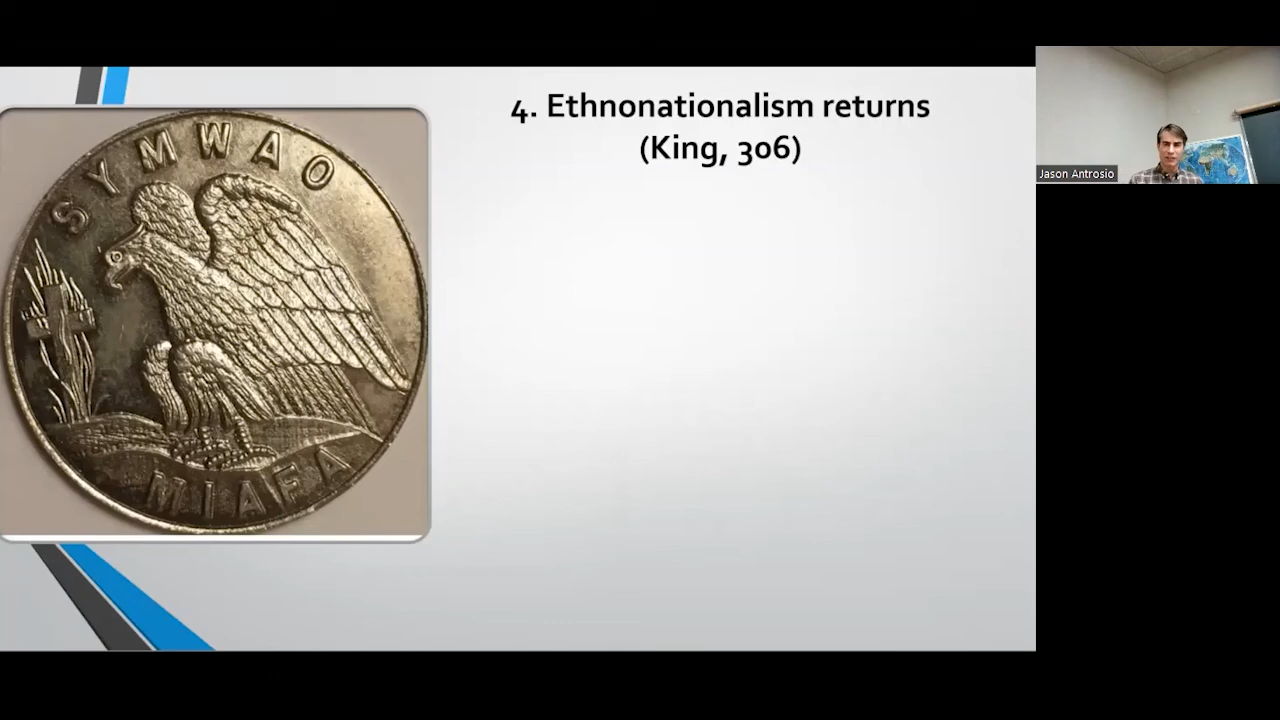 4. Ethnonationalism returns
(King, 306)
SYMWAO
MIAFA
Jason Antrosio